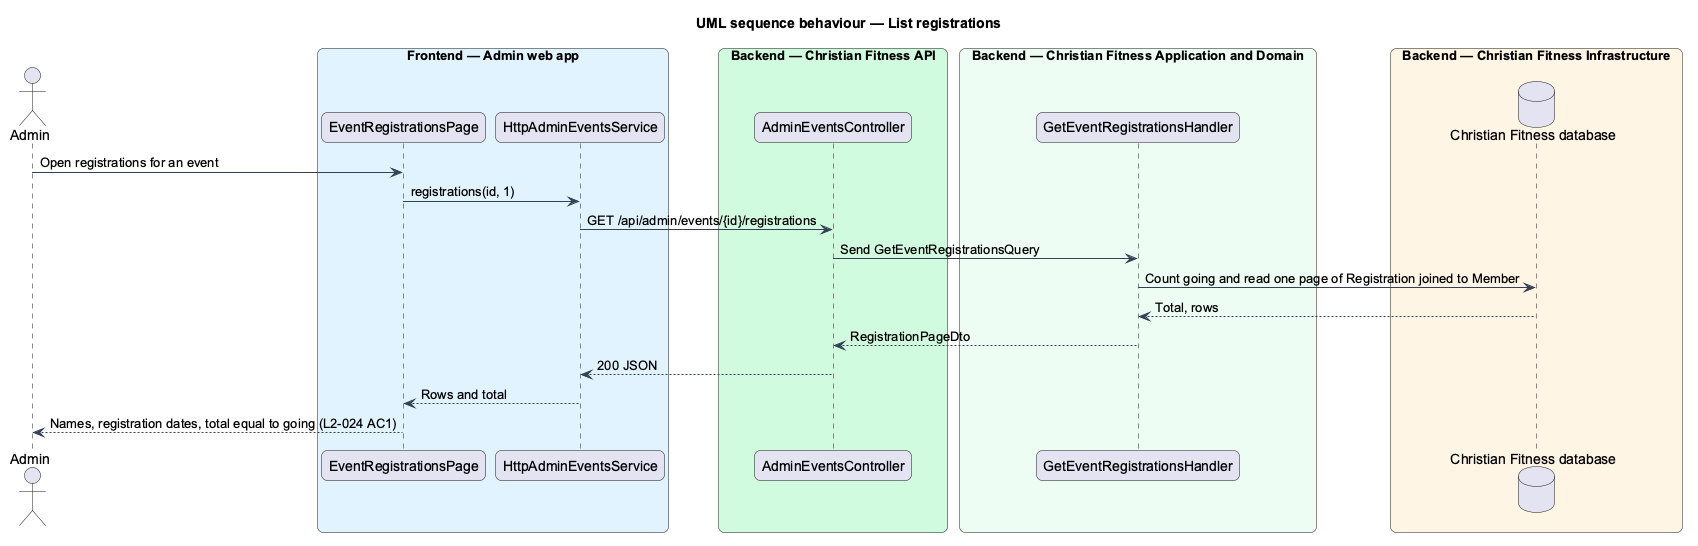 UML sequence behaviour — List registrations
Frontend — Admin web app
Backend — Christian Fitness API
Backend — Christian Fitness Application and Domain
Backend — Christian Fitness Infrastructure
Admin
EventRegistrationsPage
HttpAdminEventsService
AdminEventsController
GetEventRegistrationsHandler
Christian Fitness database
Open registrations for an event
registrations(id, 1)
GET /api/admin/events/{id}/registrations
Send GetEventRegistrationsQuery
Count going and read one page of Registration joined to Member
Total, rows
RegistrationPageDto
200 JSON
Rows and total
Names, registration dates, total equal to going (L2-024 AC1)
Admin
EventRegistrationsPage
HttpAdminEventsService
AdminEventsController
GetEventRegistrationsHandler
Christian Fitness database